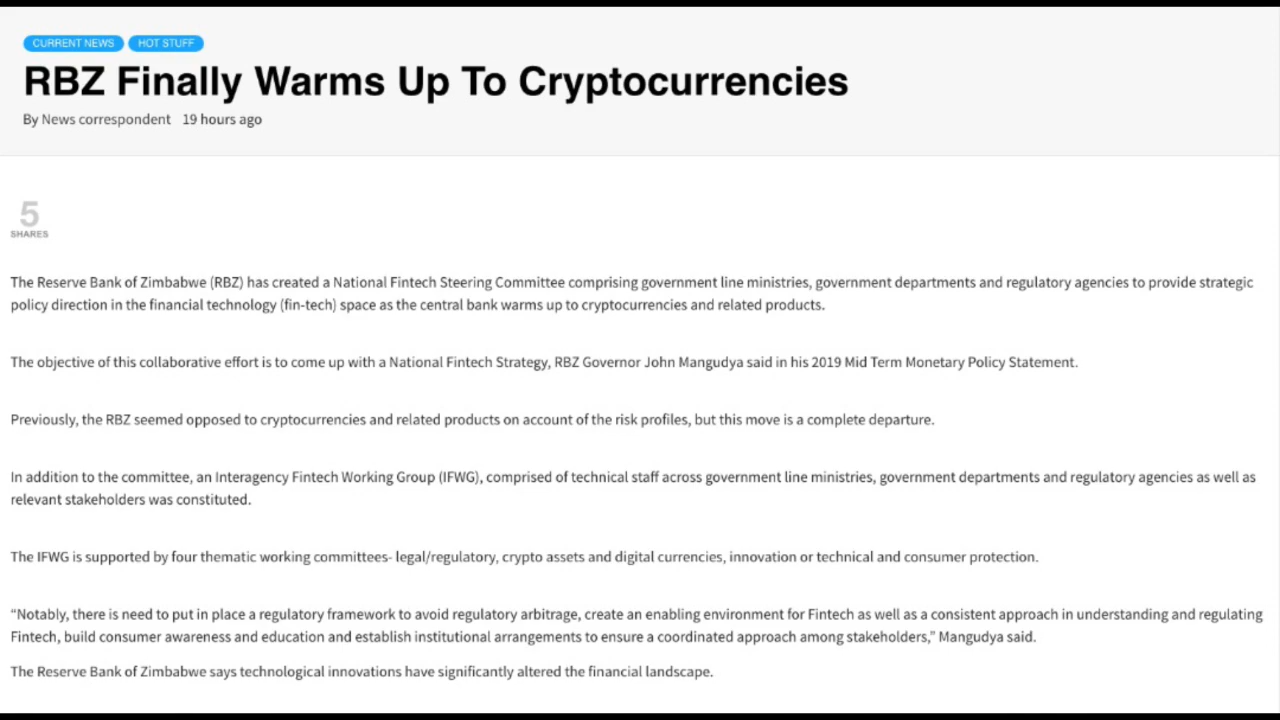 CURRENT NEWS HOT STUFF
RBZ Finally Warms Up To Cryptocurrencies
By News correspondent 19 hours ago
5
SHARES
The Reserve Bank of Zimbabwe (RBZ) has created a National Fintech Steering Committee comprising government line ministries, government departments and regulatory agencies to provide strategic
policy direction in the financial technology (fin-tech) space as the central bank warms up to cryptocurrencies and related products.
The objective of this collaborative effort is to come up with a National Fintech Strategy, RBZ Governor John Mangudya said in his 2019 Mid Term Monetary Policy Statement.
Previously, the RBZ seemed opposed to cryptocurrencies and related products on account of the risk profiles, but this move is a complete departure.
In addition to the committee, an Interagency Fintech Working Group (IFWG), comprised of technical staff across government line ministries, government departments and regulatory agencies as well as
relevant stakeholders was constituted.
The IFWG is supported by four thematic working committees- legal/regulatory, crypto assets and digital currencies, innovation or technical and consumer protection.
“Notably, there is need to put in place a regulatory framework to avoid regulatory arbitrage, create an enabling environment for Fintech as well as a consistent approach in understanding and regulating
Fintech, build consumer awareness and education and establish institutional arrangements to ensure a coordinated approach among stakeholders,” Mangudya said.
The Reserve Bank of Zimbabwe says technological innovations have significantly altered the financial landscape.